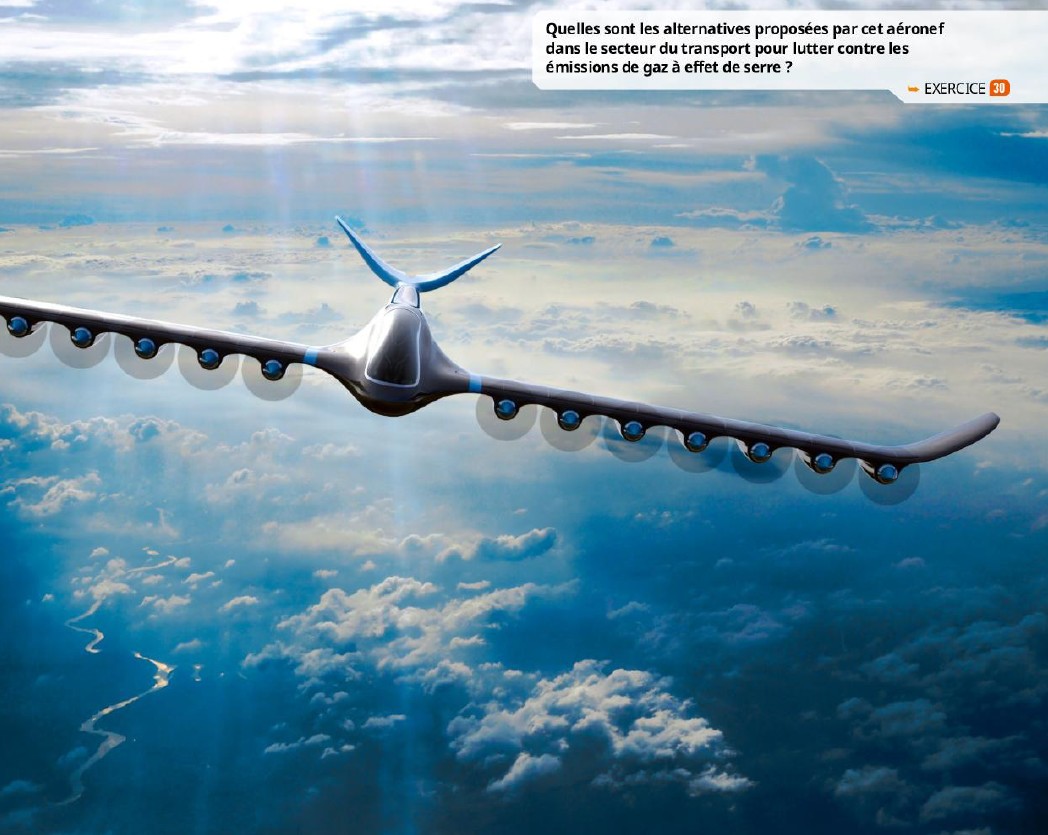 Quelles sont les alternatives proposées par cet aéronef
dans le secteur du transport pour lutter contre les
émissions de gaz à effet de serre ?
➥ EXERCICE 30